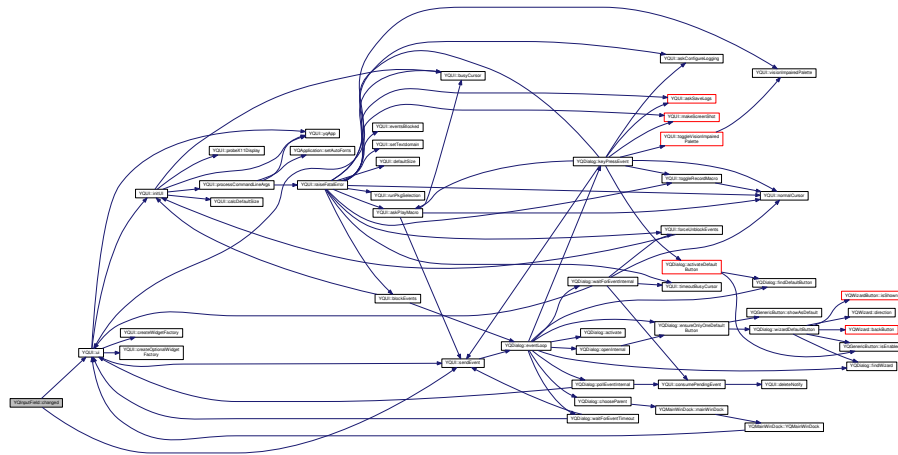 YQUI::askConfigureLogging
YQUI::visionImpairedPalette
YQUI::busyCursor
YQUI::askSaveLogs
YQUI::makeScreenShot
YQUI::eventsBlocked
YQUI::yqApp
YQUI::toggleVisionImpaired
Palette
YQUI::setTextdomain
YQUI::probeX11Display
YQApplication::setAutoFonts
YQUI::defaultSize
YQDialog::keyPressEvent
YQUI::toggleRecordMacro
YQUI::initUI
YQUI::processCommandLineArgs
YQUI::raiseFatalError
YQUI::runPkgSelection
YQUI::normalCursor
YQUI::calcDefaultSize
YQUI::askPlayMacro
YQUI::forceUnblockEvents
YQDialog::activateDefault
Button
YQDialog::findDefaultButton
YQDialog::waitForEventInternal
YQUI::timeoutBusyCursor
YQWizardButton::isShown
YQUI::blockEvents
YQGenericButton::showAsDefault
YQWizard::direction
YQUI::createWidgetFactory
YQDialog::activate
YQDialog::ensureOnlyOneDefault
Button
YQDialog::wizardDefaultButton
YQWizard::backButton
YQUI::ui
YQUI::createOptionalWidget
Factory
YQDialog::eventLoop
YQDialog::openInternal
YQGenericButton::isEnabled
YQUI::sendEvent
YQDialog::findWizard
YQDialog::pollEventInternal
YQUI::consumePendingEvent
YQUI::deleteNotify
YQInputField::changed
YQDialog::chooseParent
YQMainWinDock::mainWinDock
YQDialog::waitForEventTimeout
YQMainWinDock::YQMainWinDock